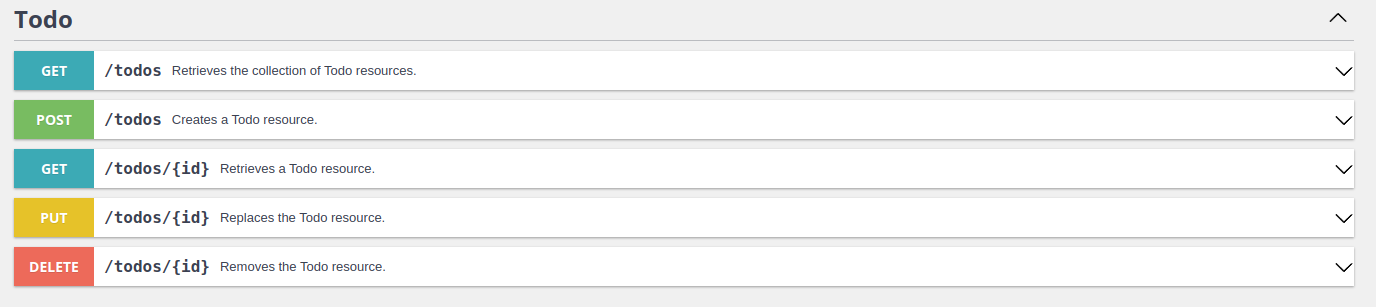 Todo
GET /todos Retrieves the collection of Todo resources.
POST /todos Creates a Todo resource.
GET /todos/{id} Retrieves a Todo resource.
PUT /todos/{id} Replaces the Todo resource.
DELETE /todos/{id} Removes the Todo resource.